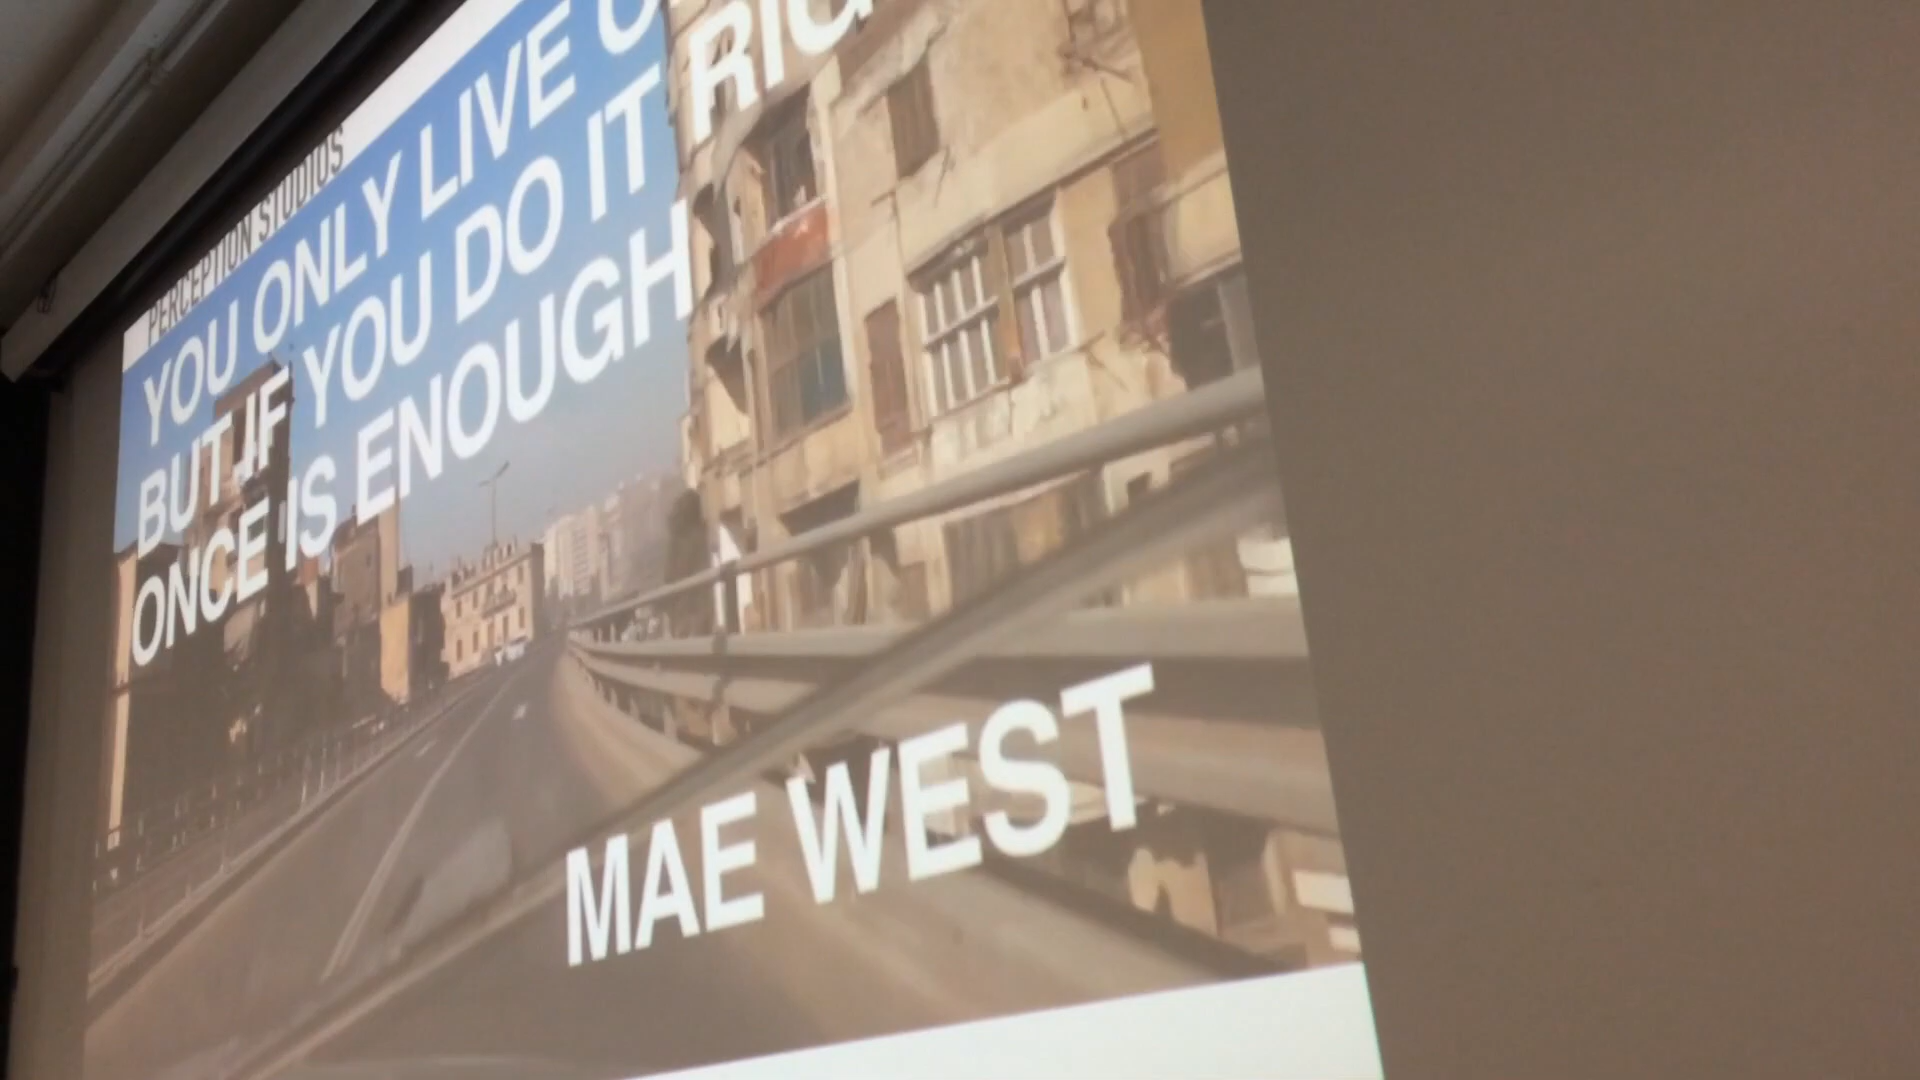 PERCEPTION STUDIOS
YOU ONLY LIVE
BUT IF YOU DO IT
ONCE IS ENOUGH
MAE WEST